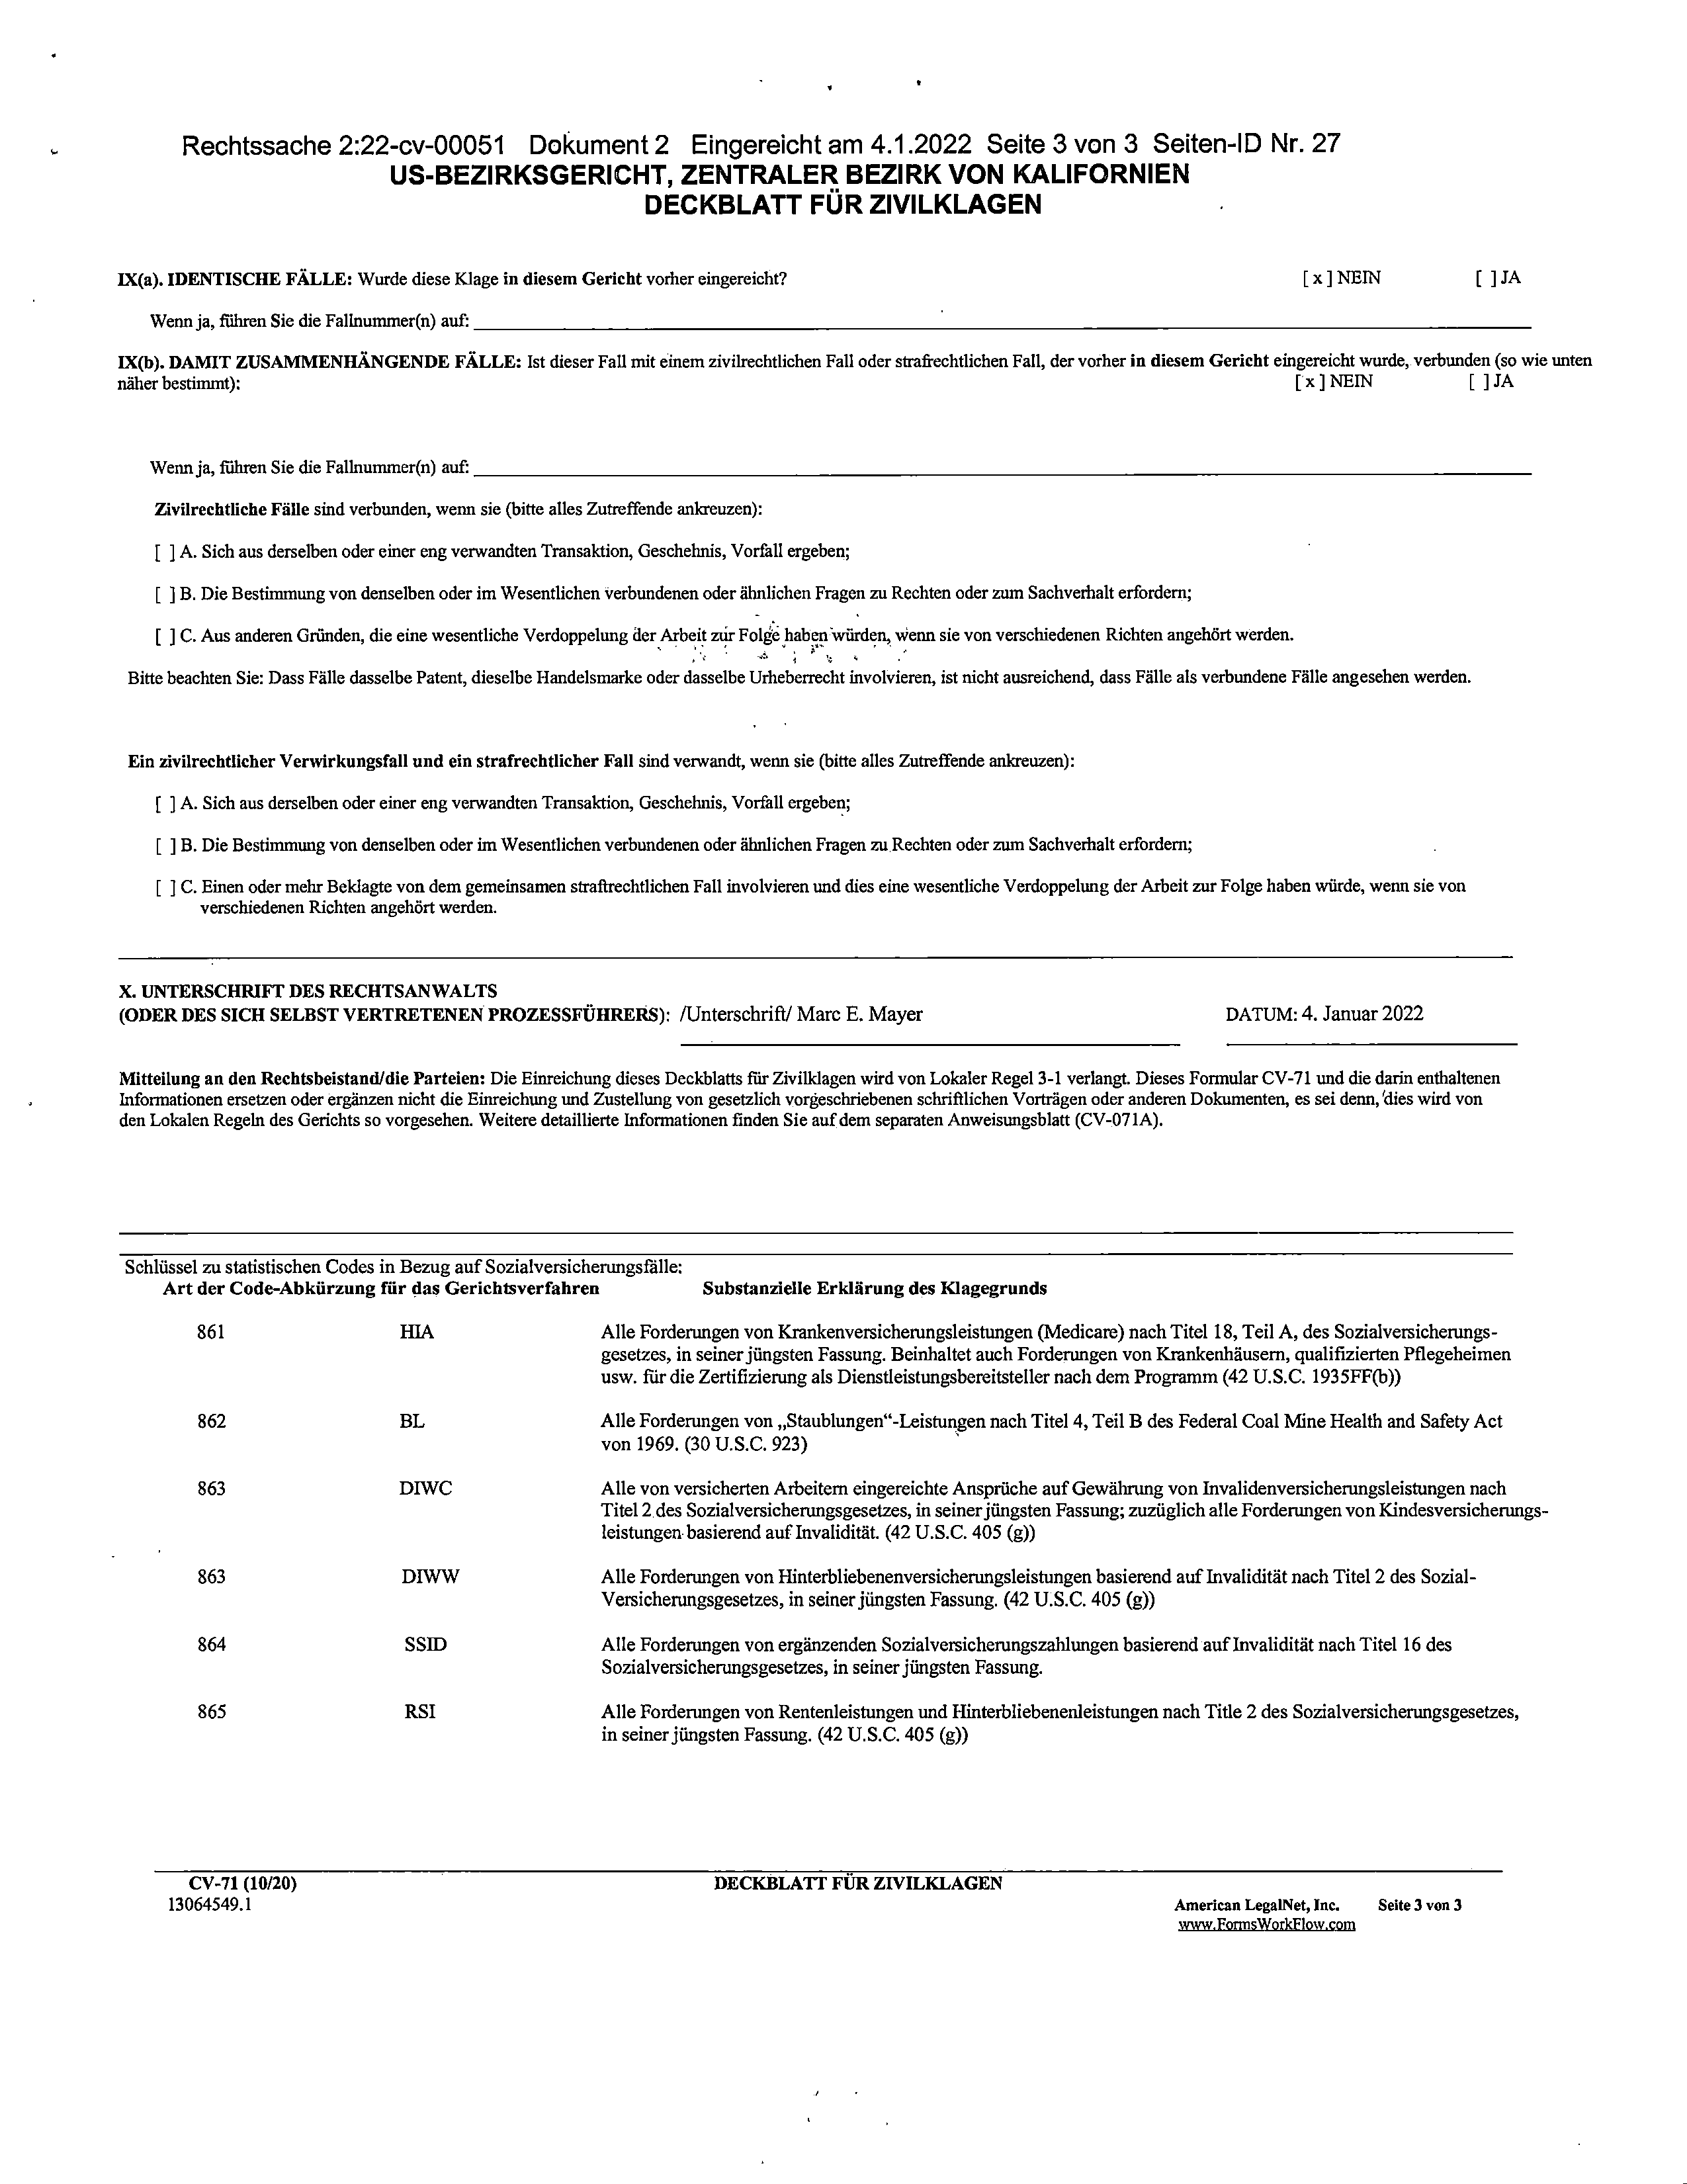 Rechtssache 2:22-cv-00051 Dokument 2 Eingereicht am 4.1.2022 Seite 3 von 3 Seiten-ID Nr. 27
US-BEZIRKSGERICHT, ZENTRALER BEZIRK VON KALIFORNIEN
DECKBLATT FÜR ZIVILKLAGEN
IX(a). IDENTISCHE FÄLLE: Wurde diese Klage in diesem Gericht vorher eingereicht? [ x ] NEIN [ ] JA
Wenn ja, führen Sie die Fallnummer(n) auf:
IX(b). DAMIT ZUSAMMENHÄNGENDE FÄLLE: Ist dieser Fall mit einem zivilrechtlichen Fall oder strafrechtlichen Fall, der vorher in diesem Gericht eingereicht wurde, verbunden (so wie unten
näher bestimmt): [ x ] NEIN [ ] JA
Wenn ja, führen Sie die Fallnummer(n) auf:
Zivilrechtliche Fälle sind verbunden, wenn sie (bitte alles Zutreffende ankreuzen):
[ ] A. Sich aus derselben oder einer eng verwandten Transaktion, Geschehnis, Vorfall ergeben;
[ ] B. Die Bestimmung von denselben oder im Wesentlichen verbundenen oder ähnlichen Fragen zu Rechten oder zum Sachverhalt erfordern;
[ ] C. Aus anderen Gründen, die eine wesentliche Verdoppelung der Arbeit zur Folge haben würden, wenn sie von verschiedenen Richten angehört werden.
Bitte beachten Sie: Dass Fälle dasselbe Patent, dieselbe Handelsmarke oder dasselbe Urheberrecht involvieren, ist nicht ausreichend, dass Fälle als verbundene Fälle angesehen werden.
Ein zivilrechtlicher Verwirkungsfall und ein strafrechtlicher Fall sind verwandt, wenn sie (bitte alles Zutreffende ankreuzen):
[ ] A. Sich aus derselben oder einer eng verwandten Transaktion, Geschehnis, Vorfall ergeben;
[ ] B. Die Bestimmung von denselben oder im Wesentlichen verbundenen oder ähnlichen Fragen zu Rechten oder zum Sachverhalt erfordern;
[ ] C. Einen oder mehr Beklagte von dem gemeinsamen straftrechtlichen Fall involvieren und dies eine wesentliche Verdoppelung der Arbeit zur Folge haben würde, wenn sie von
verschiedenen Richten angehört werden.
X. UNTERSCHRIFT DES RECHTSANWALTS
(ODER DES SICH SELBST VERTRETENEN PROZESSFÜHRERS): /Unterschrift/ Marc E. Mayer DATUM: 4. Januar 2022
Mitteilung an den Rechtsbeistand/die Parteien: Die Einreichung dieses Deckblatts für Zivilklagen wird von Lokaler Regel 3-1 verlangt. Dieses Formular CV-71 und die darin enthaltenen
Informationen ersetzen oder ergänzen nicht die Einreichung und Zustellung von gesetzlich vorgeschriebenen schriftlichen Vorträgen oder anderen Dokumenten, es sei denn, dies wird von
den Lokalen Regeln des Gerichts so vorgesehen. Weitere detaillierte Informationen finden Sie auf dem separaten Anweisungsblatt (CV-071A).
Schlüssel zu statistischen Codes in Bezug auf Sozialversicherungsfälle:
Art der Code-Abkürzung für das Gerichtsverfahren Substanzielle Erklärung des Klagegrunds
861 HIA Alle Forderungen von Krankenversicherungsleistungen (Medicare) nach Titel 18, Teil A, des Sozialversicherungs-
gesetzes, in seiner jüngsten Fassung. Beinhaltet auch Forderungen von Krankenhäusern, qualifizierten Pflegeheimen
usw. für die Zertifizierung als Dienstleistungsbereitsteller nach dem Programm (42 U.S.C. 1935FF(b))
862 BL Alle Forderungen von „Staublungen“-Leistungen nach Titel 4, Teil B des Federal Coal Mine Health and Safety Act
von 1969. (30 U.S.C. 923)
863 DIWC Alle von versicherten Arbeitern eingereichte Ansprüche auf Gewährung von Invalidenversicherungsleistungen nach
Titel 2 des Sozialversicherungsgesetzes, in seiner jüngsten Fassung; zuzüglich alle Forderungen von Kindesversicherungs-
leistungen basierend auf Invalidität. (42 U.S.C. 405 (g))
863 DIWW Alle Forderungen von Hinterbliebenenversicherungsleistungen basierend auf Invalidität nach Titel 2 des Sozial-
Versicherungsgesetzes, in seiner jüngsten Fassung. (42 U.S.C. 405 (g))
864 SSID Alle Forderungen von ergänzenden Sozialversicherungszahlungen basierend auf Invalidität nach Titel 16 des
Sozialversicherungsgesetzes, in seiner jüngsten Fassung.
865 RSI Alle Forderungen von Rentenleistungen und Hinterbliebenenleistungen nach Title 2 des Sozialversicherungsgesetzes,
in seiner jüngsten Fassung. (42 U.S.C. 405 (g))
CV-71 (10/20) DECKBLATT FÜR ZIVILKLAGEN
13064549.1 American LegalNet, Inc. Seite 3 von 3
www.FormsWorkFlow.com